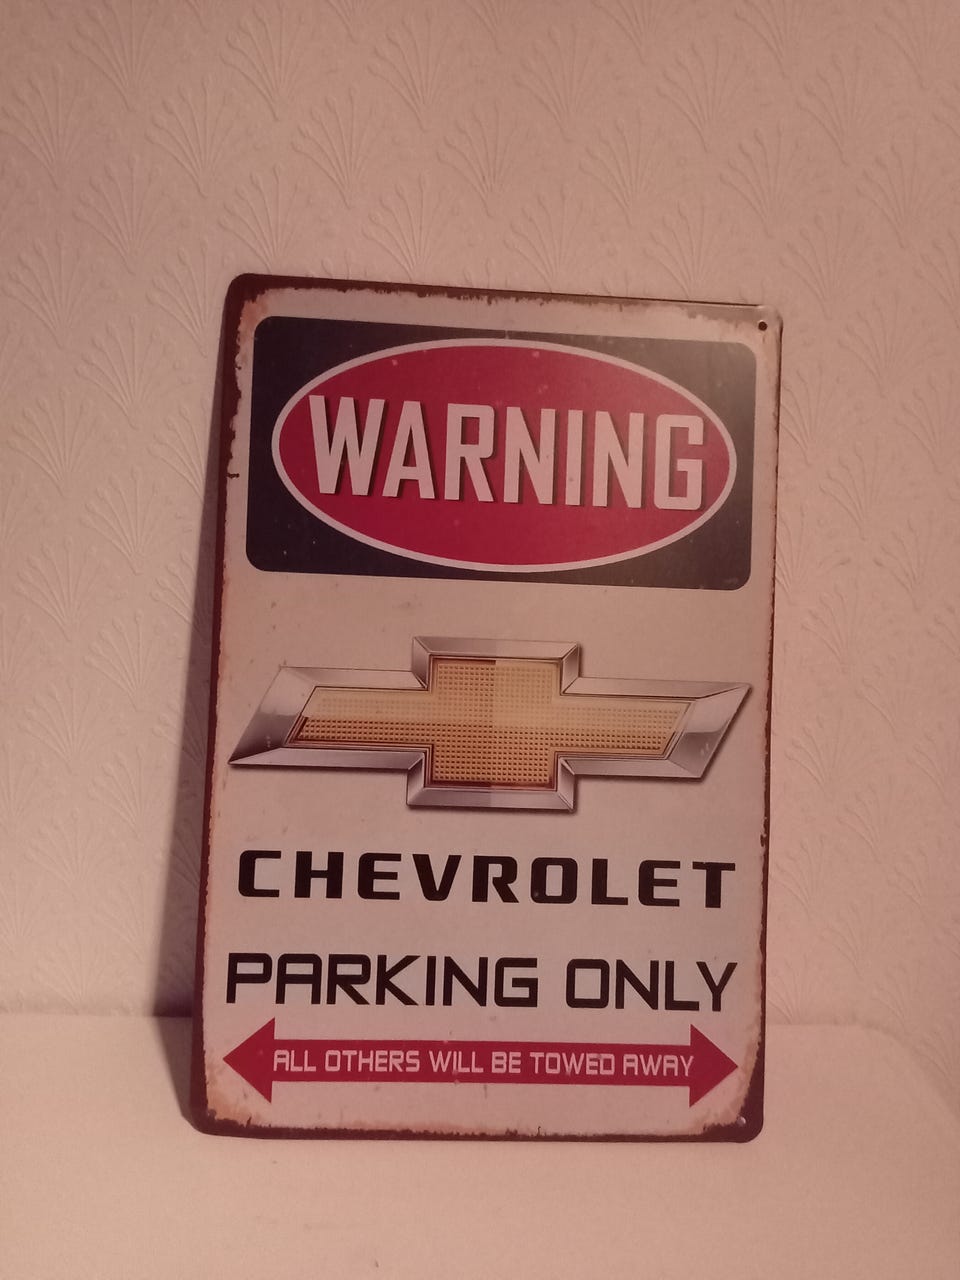 WARNING
CHEVROLET
PARKING ONLY
ALL OTHERS WILL BE TOWED AWAY